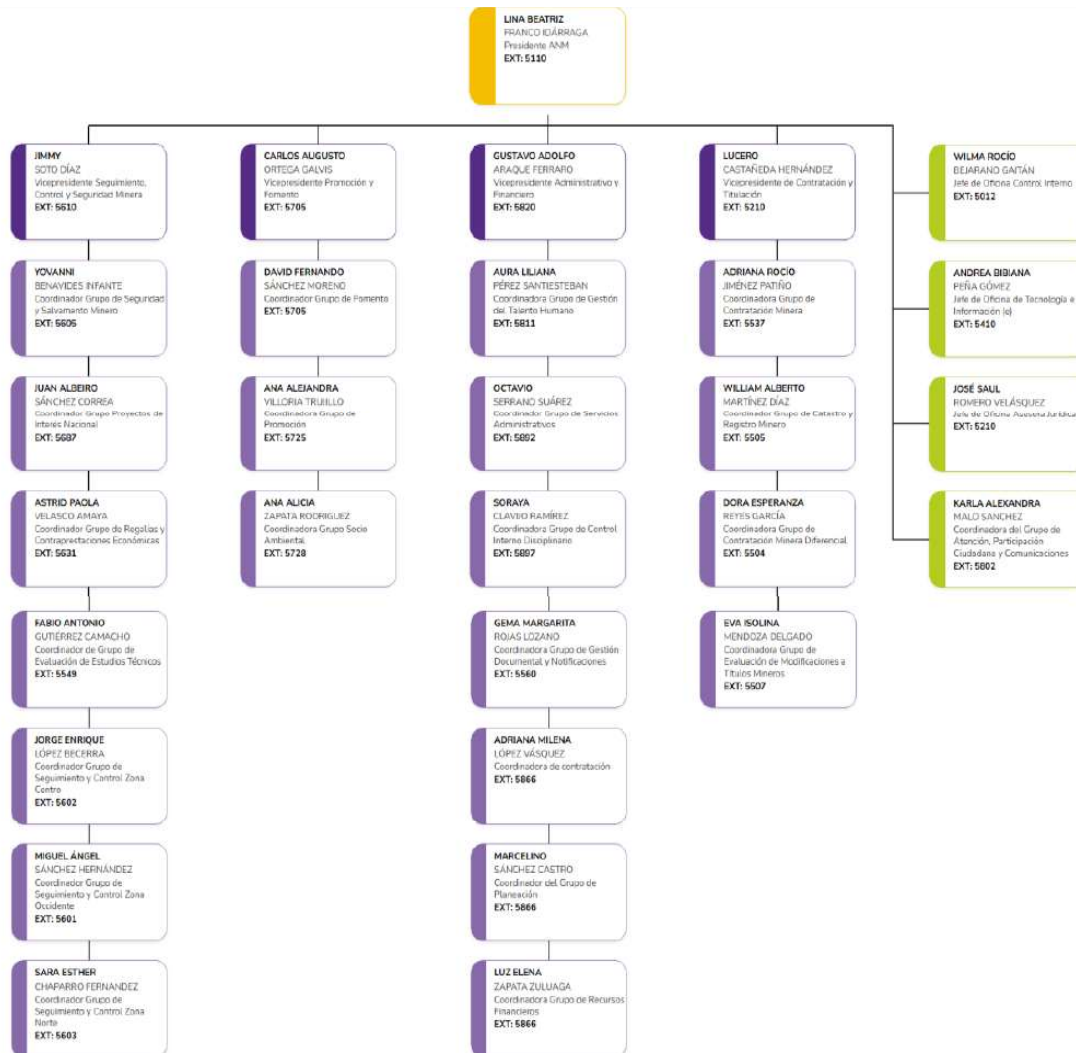 LINA BEATRIZ
FRANCO IDÁRRAGA
Presidente ANM
EXT: 5110
JIMMY
SOTO DÍAZ
Vicepresidente Seguimiento,
Control y Seguridad Minera
EXT: 5610
CARLOS AUGUSTO
ORTEGA GALVIS
Vicepresidente Promoción y
Fomento
EXT: 5705
GUSTAVO ADOLFO
ARAQUE FERRARO
Vicepresidente Administrativo y
Financiero
EXT: 5820
LUCERO
CASTAÑEDA HERNÁNDEZ
Vicepresidente de Contratación y
Titulación
EXT: 5210
WILMA ROCÍO
BEJARANO GAITÁN
Jefe de Oficina Control Interno
EXT: 5012
YOVANNI
BENAVIDES INFANTE
Coordinador Grupo de Seguridad
y Salvamento Minero
EXT: 5605
DAVID FERNANDO
SÁNCHEZ MORENO
Coordinador Grupo de Fomento
EXT: 5705
AURA LILIANA
PÉREZ SANTIESTEBAN
Coordinadora Grupo de Gestión
del Talento Humano
EXT: 5811
ADRIANA ROCÍO
JIMÉNEZ PATIÑO
Coordinadora Grupo de
Contratación Minera
EXT: 5537
ANDREA BIBIANA
PEÑA GÓMEZ
Jefe de Oficina de Tecnología e
Información (e)
EXT: 5410
JUAN ALBEIRO
SÁNCHEZ CORREA
Coordinador Grupo Proyectos de
Interés Nacional
EXT: 5687
ANA ALEJANDRA
VILLORIA TRUJILLO
Coordinadora Grupo de
Promoción
EXT: 5725
OCTAVIO
SERRANO SUÁREZ
Coordinador Grupo de Servicios
Administrativos
EXT: 5892
WILLIAM ALBERTO
MARTÍNEZ DÍAZ
Coordinador Grupo de Catastro y
Registro Minero
EXT: 5505
JOSÉ SAUL
ROMERO VELÁSQUEZ
Jefe de Oficina Asesora Jurídica
EXT: 5210
ASTRID PAOLA
VELASCO AMAYA
Coordinador Grupo de Regalías y
Contraprestaciones Económicas
EXT: 5631
ANA ALICIA
ZAPATA RODRIGUEZ
Coordinadora Grupo Socio
Ambiental
EXT: 5728
SORAYA
CLAVIJO RAMÍREZ
Coordinadora Grupo de Control
Interno Disciplinario
EXT: 5897
DORA ESPERANZA
REYES GARCÍA
Coordinadora Grupo de
Contratación Minera Diferencial
EXT: 5504
KARLA ALEXANDRA
MALO SANCHEZ
Coordinadora del Grupo de
Atención, Participación
Ciudadana y Comunicaciones
EXT: 5802
FABIO ANTONIO
GUTIÉRREZ CAMACHO
Coordinador de Grupo de
Evaluación de Estudios Técnicos
EXT: 5549
GEMA MARGARITA
ROJAS LOZANO
Coordinadora Grupo de Gestión
Documental y Notificaciones
EXT: 5560
EVA ISOLINA
MENDOZA DELGADO
Coordinadora Grupo de
Evaluación de Modificaciones a
Títulos Mineros
EXT: 5507
JORGE ENRIQUE
LÓPEZ BECERRA
Coordinador Grupo de
Seguimiento y Control Zona
Centro
EXT: 5602
ADRIANA MILENA
LÓPEZ VÁSQUEZ
Coordinadora de contratación
EXT: 5866
MIGUEL ÁNGEL
SÁNCHEZ HERNÁNDEZ
Coordinador Grupo de
Seguimiento y Control Zona
Occidente
EXT: 5601
MARCELINO
SÁNCHEZ CASTRO
Coordinador del Grupo de
Planeación
EXT: 5866
SARA ESTHER
CHAPARRO FERNANDEZ
Coordinador Grupo de
Seguimiento y Control Zona
Norte
EXT: 5603
LUZ ELENA
ZAPATA ZULUAGA
Coordinadora Grupo de Recursos
Financieros
EXT: 5866